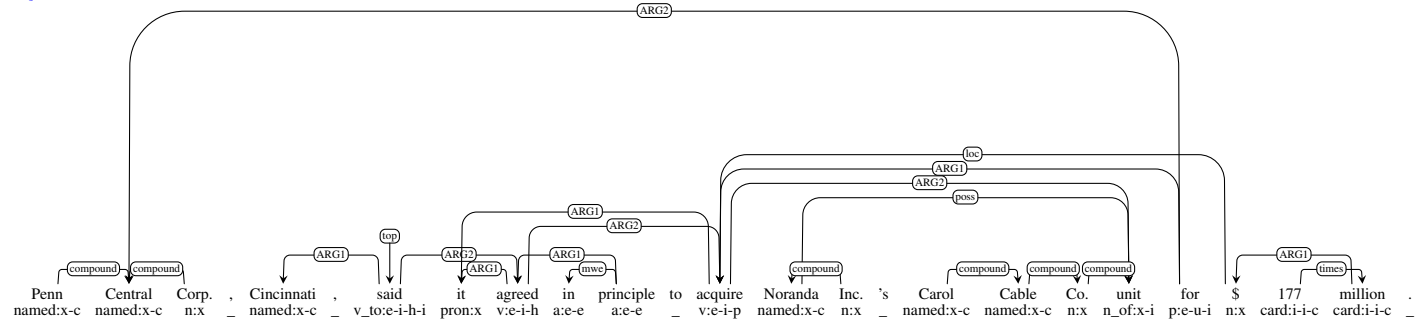 ARG2
loc
ARG1
ARG2
poss
ARG1
ARG2
top
ARG1 ARG2 ARG1 ARG1
compound compound ARG1 mwe compound compound compound compound times
Penn Central Corp. , Cincinnati , said it agreed in principle to acquire Noranda Inc. 's Carol Cable Co. unit for $ 177 million .
named:x-c named:x-c n:x _ named:x-c _ v_to:e-i-h-i pron:x v:e-i-h a:e-e a:e-e _ v:e-i-p named:x-c n:x _ named:x-c named:x-c n:x n_of:x-i p:e-u-i n:x card:i-i-c card:i-i-c _